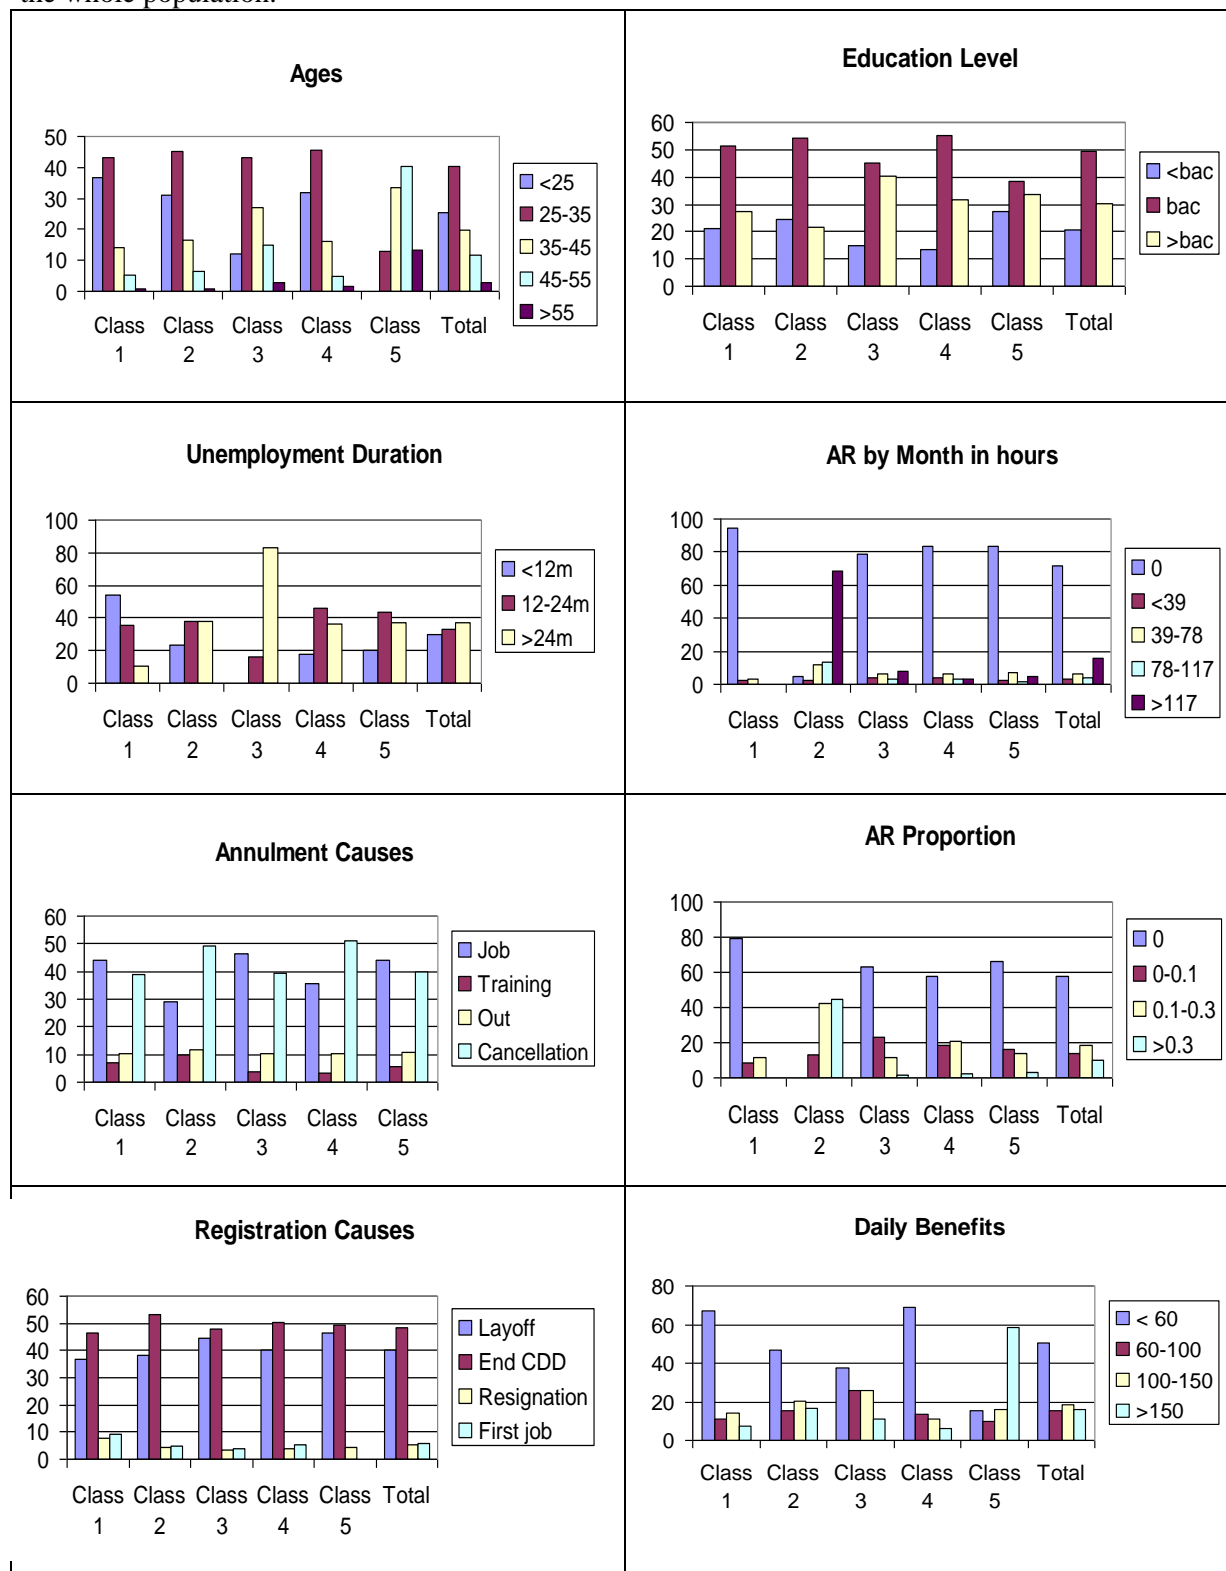 the whole population.
Ages
50
40
30
20
10
0
Class 1
Class 2
Class 3
Class 4
Class 5
Total
<25
25-35
35-45
45-55
>55
Education Level
60
50
40
30
20
10
0
Class 1
Class 2
Class 3
Class 4
Class 5
Total
<bac
bac
>bac
Unemployment Duration
100
80
60
40
20
0
Class 1
Class 2
Class 3
Class 4
Class 5
Total
<12m
12-24m
>24m
AR by Month in hours
100
80
60
40
20
0
Class 1
Class 2
Class 3
Class 4
Class 5
Total
0
<39
39-78
78-117
>117
Annulment Causes
60
50
40
30
20
10
0
Class 1
Class 2
Class 3
Class 4
Class 5
Job
Training
Out
Cancellation
AR Proportion
100
80
60
40
20
0
Class 1
Class 2
Class 3
Class 4
Class 5
Total
0
0-0.1
0.1-0.3
>0.3
Registration Causes
60
50
40
30
20
10
0
Class 1
Class 2
Class 3
Class 4
Class 5
Total
Layoff
End CDD
Resignation
First job
Daily Benefits
80
60
40
20
0
Class 1
Class 2
Class 3
Class 4
Class 5
Total
< 60
60-100
100-150
>150